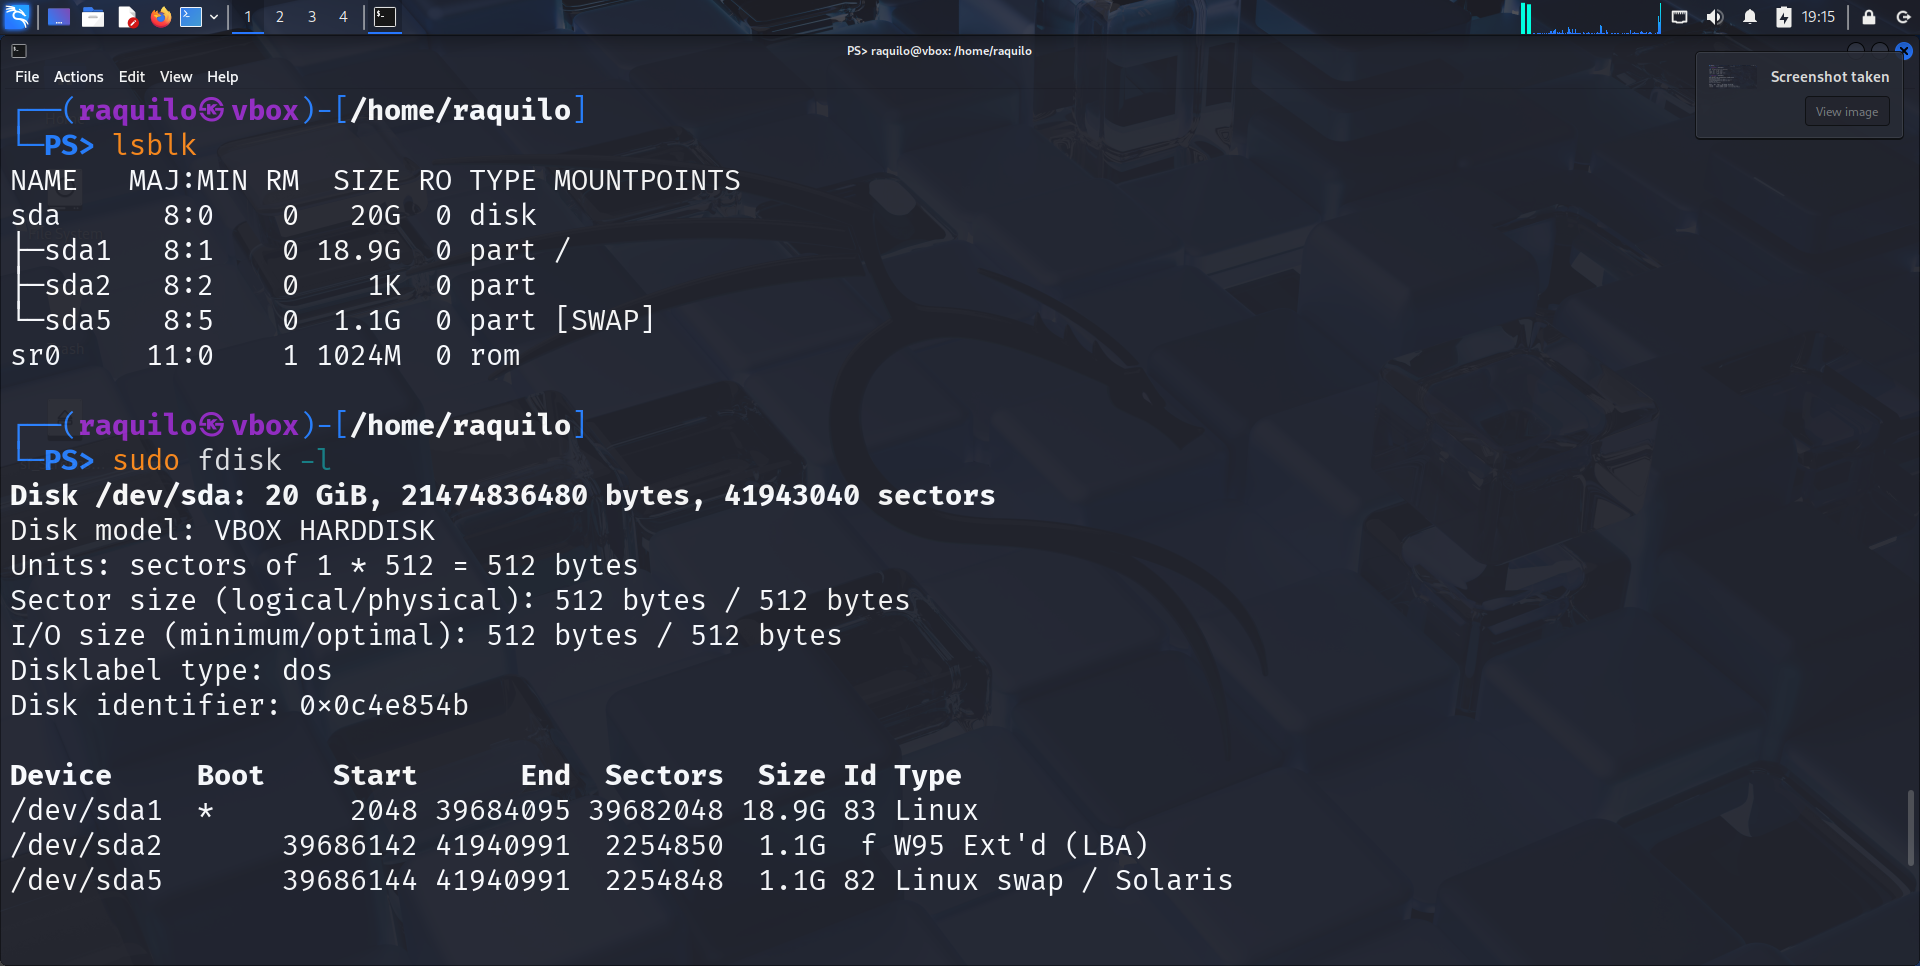 1 2 3 4 19:15
PS> raquilo@vbox: /home/raquilo
File Actions Edit View Help
Screenshot taken
View image
┌──(raquilo㉿vbox)-[/home/raquilo]
└─PS> lsblk
NAME   MAJ:MIN RM  SIZE RO TYPE MOUNTPOINTS
sda      8:0    0   20G  0 disk
├─sda1   8:1    0 18.9G  0 part /
├─sda2   8:2    0    1K  0 part
└─sda5   8:5    0  1.1G  0 part [SWAP]
sr0     11:0    1 1024M  0 rom
┌──(raquilo㉿vbox)-[/home/raquilo]
└─PS> sudo fdisk -l
Disk /dev/sda: 20 GiB, 21474836480 bytes, 41943040 sectors
Disk model: VBOX HARDDISK
Units: sectors of 1 * 512 = 512 bytes
Sector size (logical/physical): 512 bytes / 512 bytes
I/O size (minimum/optimal): 512 bytes / 512 bytes
Disklabel type: dos
Disk identifier: 0x0c4e854b
Device     Boot    Start      End  Sectors  Size Id Type
/dev/sda1  *        2048 39684095 39682048 18.9G 83 Linux
/dev/sda2       39686142 41940991  2254850  1.1G  f W95 Ext'd (LBA)
/dev/sda5       39686144 41940991  2254848  1.1G 82 Linux swap / Solaris